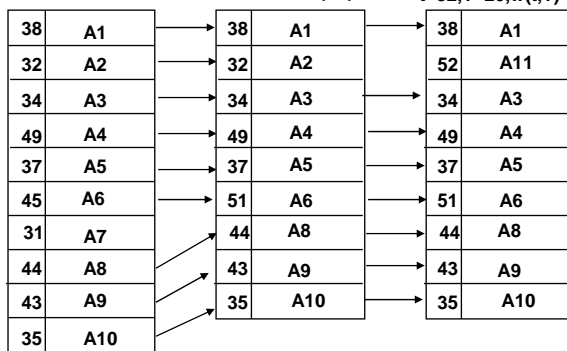 38 A1 38 A1 38 A1
32 A2 32 A2 52 A11
34 A3 34 A3 34 A3
49 A4 49 A4 49 A4
37 A5 37 A5 37 A5
45 A6 51 A6 51 A6
31 A7 44 A8 44 A8
44 A8 43 A9 43 A9
43 A9 35 A10 35 A10
35 A10